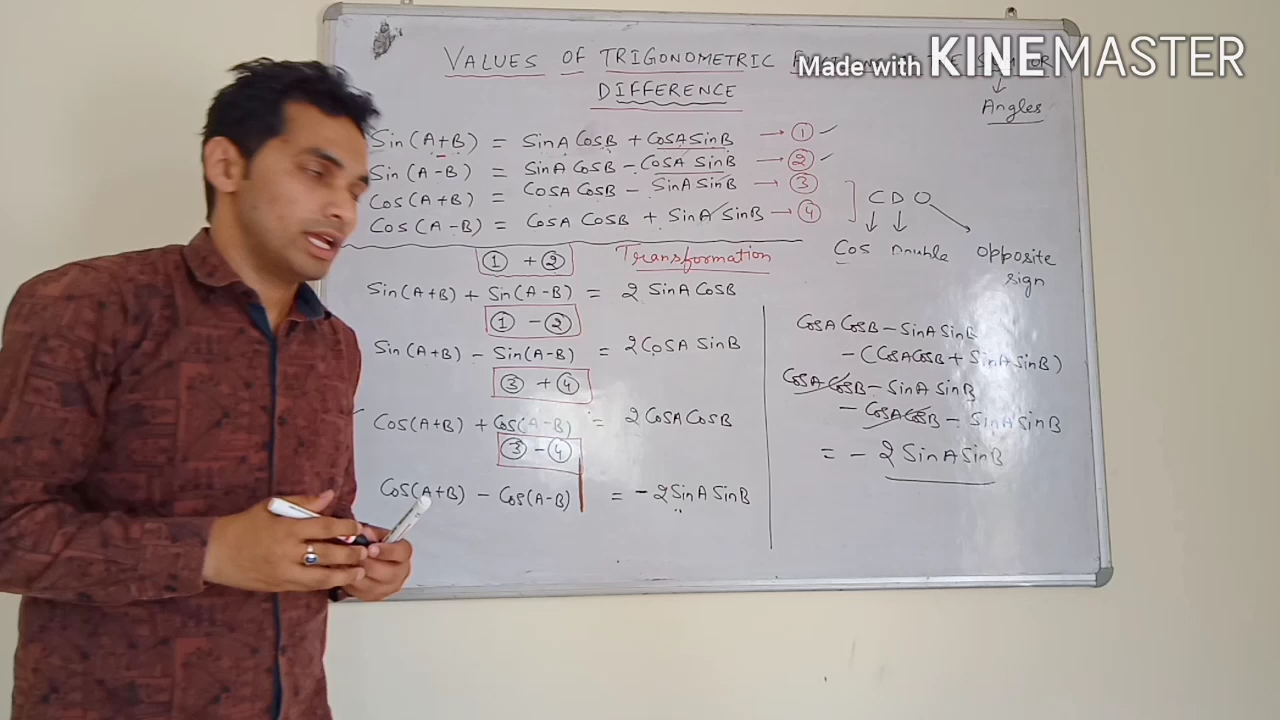 Made with KINEMASTER
VALUES OF TRIGONOMETRIC OR
DIFFERENCE
Angles
Sin(A+B) = SinA CosB + CosA SinB → ① ✓
Sin(A-B) = SinA CosB - CosA SinB → ② ✓
Cos(A+B) = CosA CosB - SinA SinB → ③
Cos(A-B) = CosA CosB + SinA SinB → ④
CDO
Cos Double opposite
sign
① + ② Transformation
Sin(A+B) + Sin(A-B) = 2 SinA CosB
① - ②
Sin(A+B) - Sin(A-B) = 2 CosA SinB
③ + ④
Cos(A+B) + Cos(A-B) = 2 CosA CosB
③ - ④
Cos(A+B) - Cos(A-B) = - 2 SinA SinB
CosA CosB - SinA SinB
- (CosA CosB + SinA SinB)
CosA CosB - SinA SinB
- CosA CosB - SinA SinB
= - 2 SinA SinB